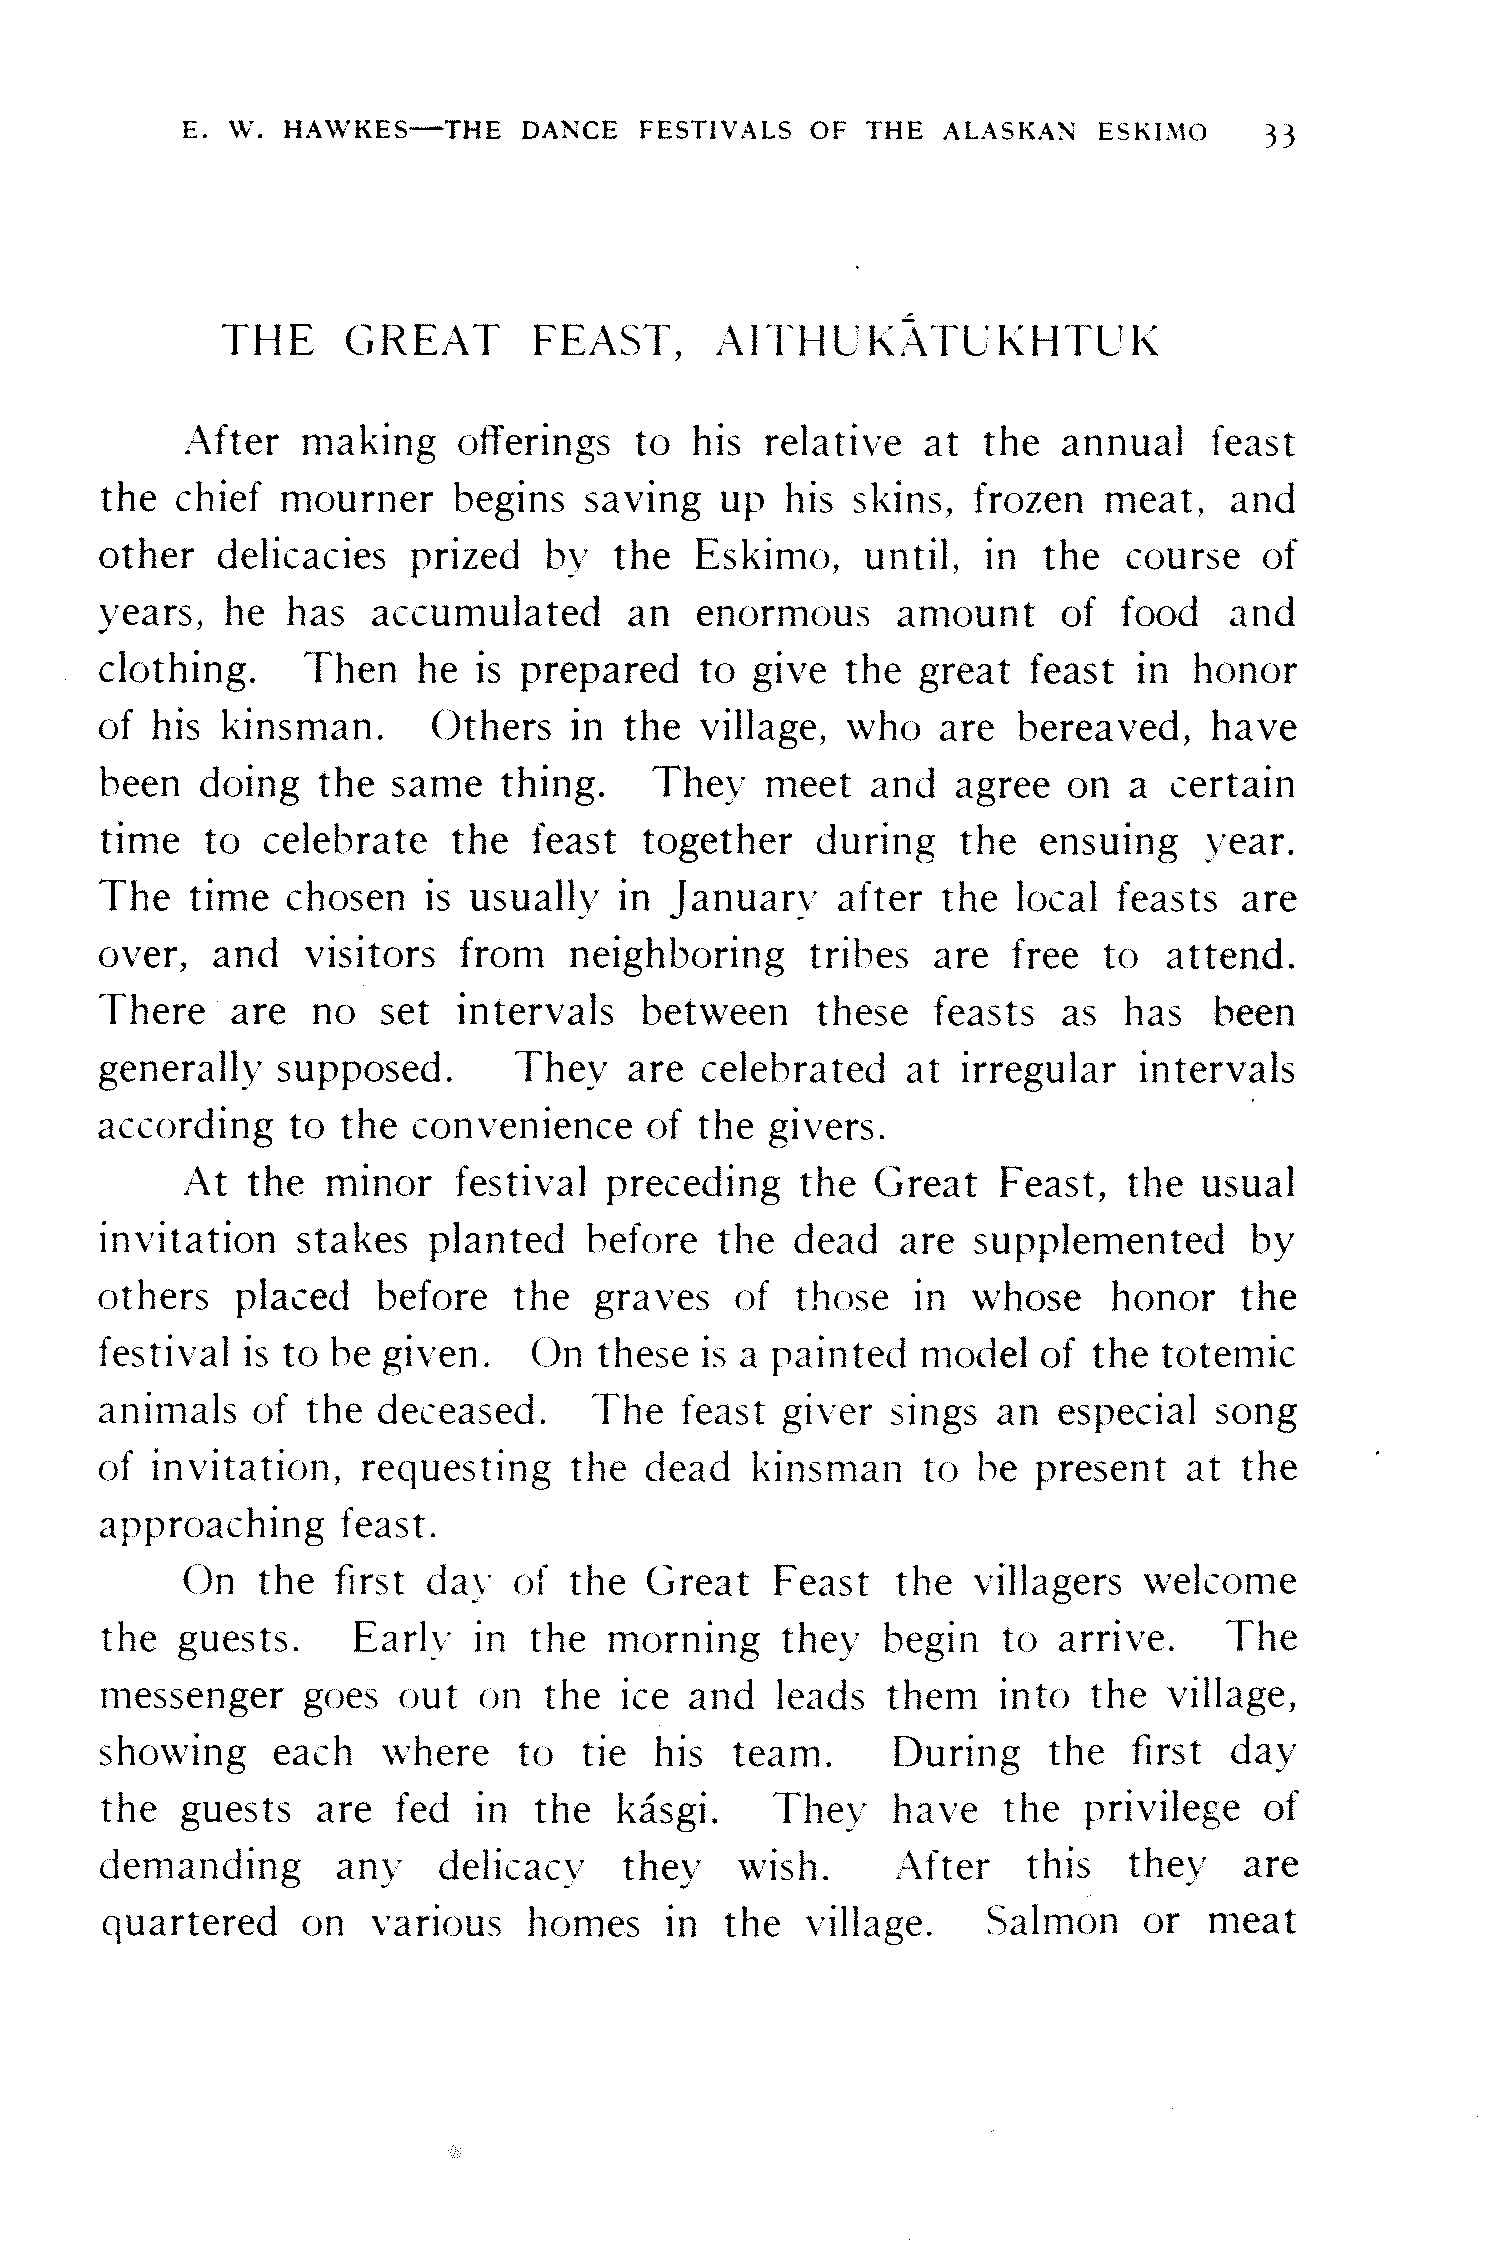 E. W. HAWKES—THE DANCE FESTIVALS OF THE ALASKAN ESKIMO 33
THE GREAT FEAST, AITHUKÁTUKHTUK
After making offerings to his relative at the annual feast
the chief mourner begins saving up his skins, frozen meat, and
other delicacies prized by the Eskimo, until, in the course of
years, he has accumulated an enormous amount of food and
clothing. Then he is prepared to give the great feast in honor
of his kinsman. Others in the village, who are bereaved, have
been doing the same thing. They meet and agree on a certain
time to celebrate the feast together during the ensuing year.
The time chosen is usually in January after the local feasts are
over, and visitors from neighboring tribes are free to attend.
There are no set intervals between these feasts as has been
generally supposed. They are celebrated at irregular intervals
according to the convenience of the givers.
At the minor festival preceding the Great Feast, the usual
invitation stakes planted before the dead are supplemented by
others placed before the graves of those in whose honor the
festival is to be given. On these is a painted model of the totemic
animals of the deceased. The feast giver sings an especial song
of invitation, requesting the dead kinsman to be present at the
approaching feast.
On the first day of the Great Feast the villagers welcome
the guests. Early in the morning they begin to arrive. The
messenger goes out on the ice and leads them into the village,
showing each where to tie his team. During the first day
the guests are fed in the kásgi. They have the privilege of
demanding any delicacy they wish. After this they are
quartered on various homes in the village. Salmon or meat